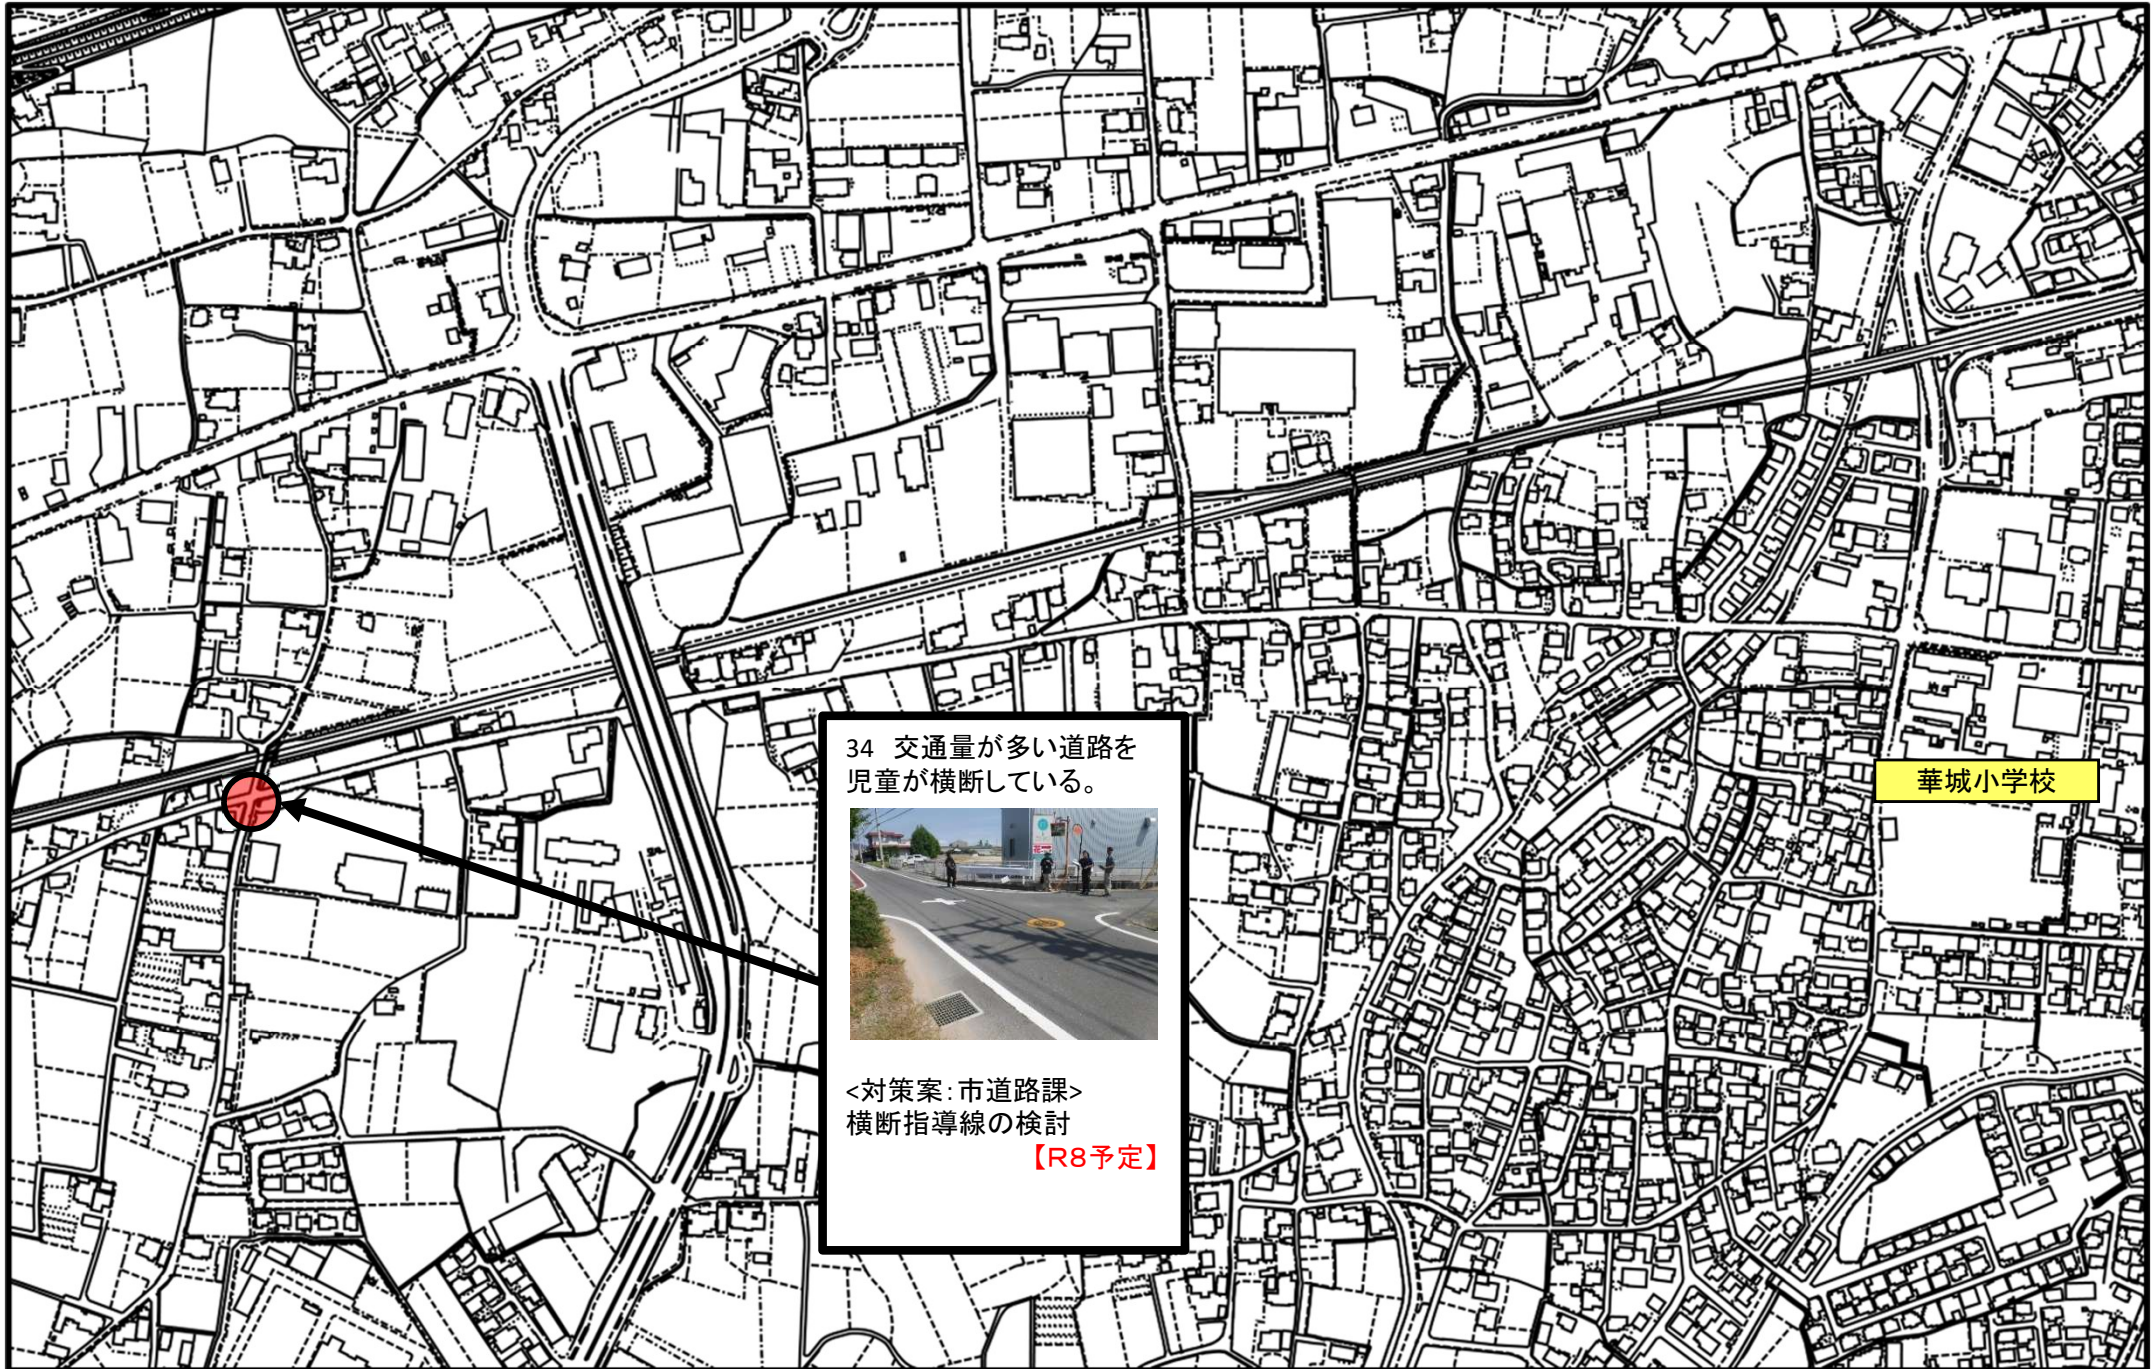 34 交通量が多い道路を
児童が横断している。
<対策案:市道路課>
横断指導線の検討
【R8予定】
華城小学校